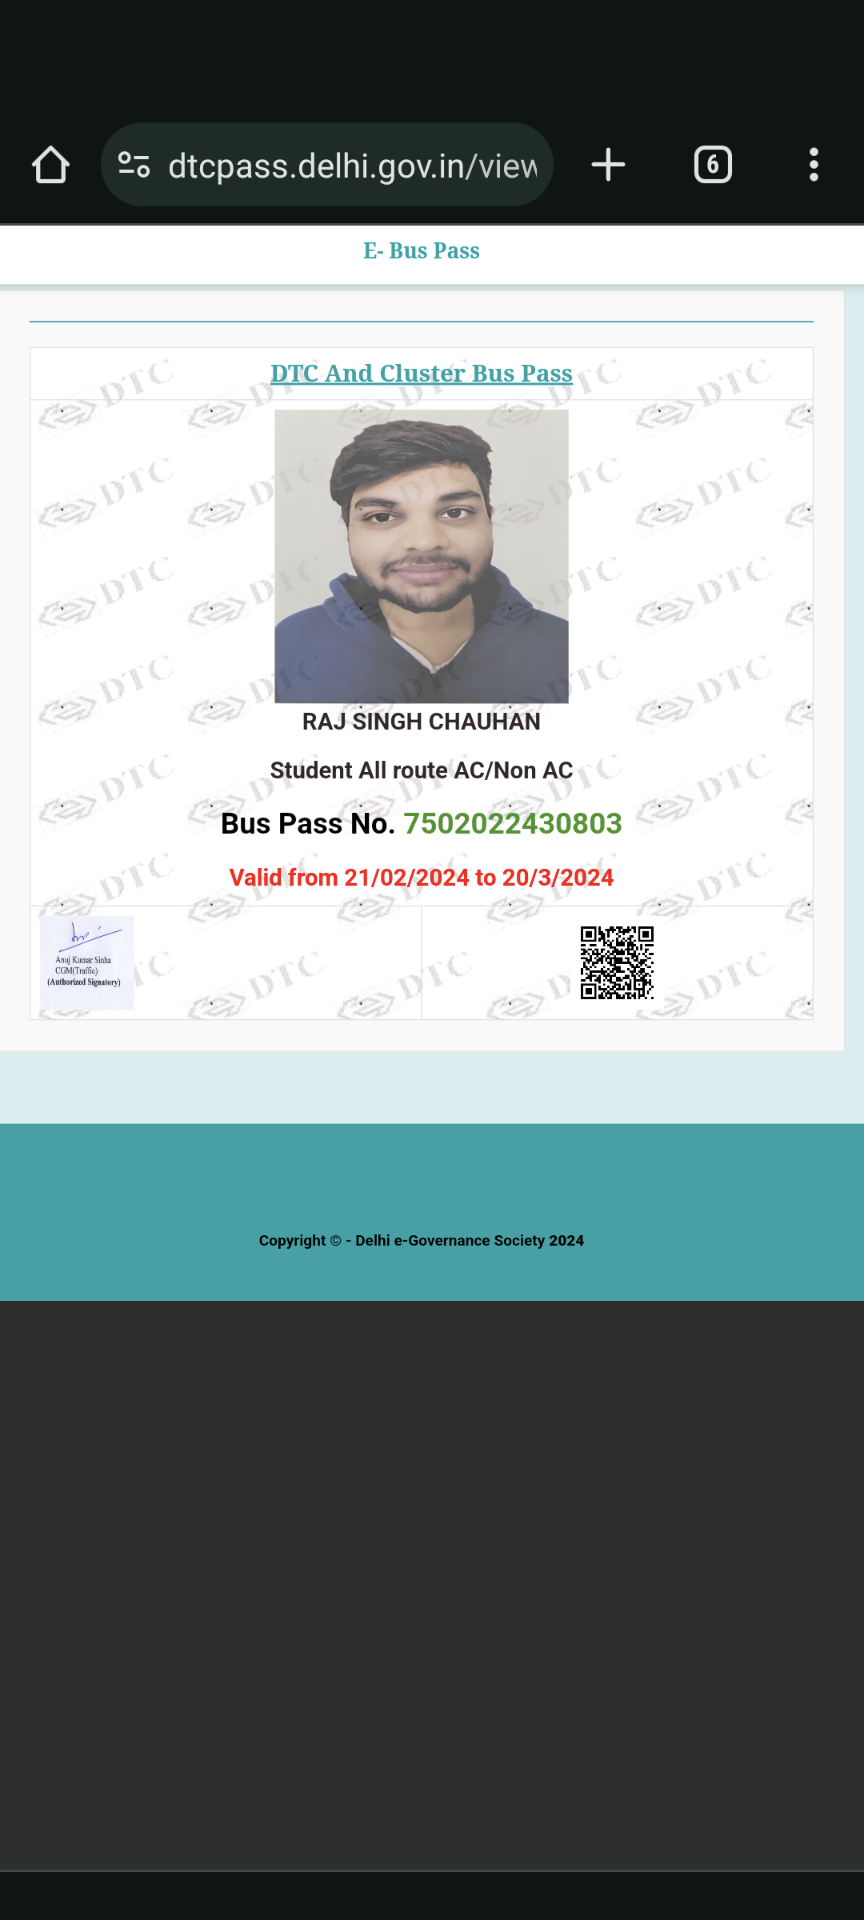 dtcpass.delhi.gov.in/view
6
E- Bus Pass
DTC And Cluster Bus Pass
RAJ SINGH CHAUHAN
Student All route AC/Non AC
Bus Pass No. 7502022430803
Valid from 21/02/2024 to 20/3/2024
Anuj Kumar Sinha
CGM(Traffic)
(Authorized Signatory)
DTC
Copyright © - Delhi e-Governance Society 2024